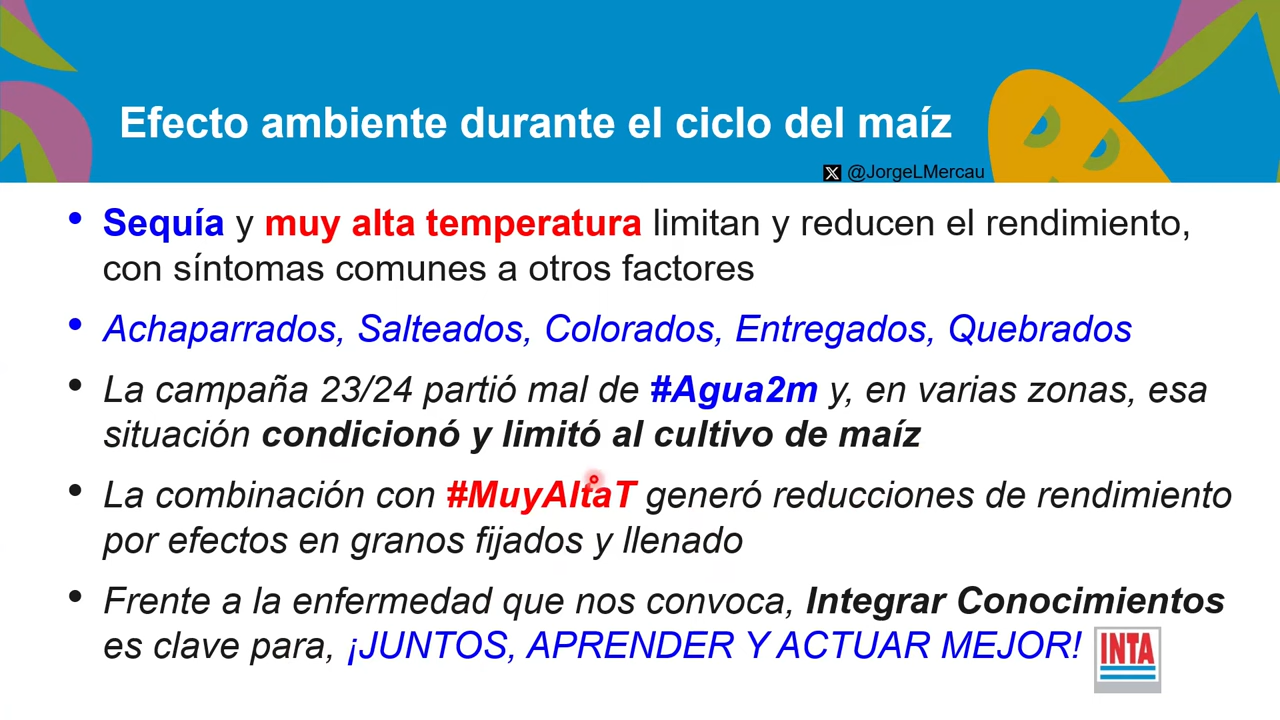 Efecto ambiente durante el ciclo del maíz
X @JorgeLMercau
• Sequía y muy alta temperatura limitan y reducen el rendimiento,
con síntomas comunes a otros factores
• Achaparrados, Salteados, Colorados, Entregados, Quebrados
• La campaña 23/24 partió mal de #Agua2m y, en varias zonas, esa
situación condicionó y limitó al cultivo de maíz
• La combinación con #MuyAltaT generó reducciones de rendimiento
por efectos en granos fijados y llenado
• Frente a la enfermedad que nos convoca, Integrar Conocimientos
es clave para, ¡JUNTOS, APRENDER Y ACTUAR MEJOR!
INTA